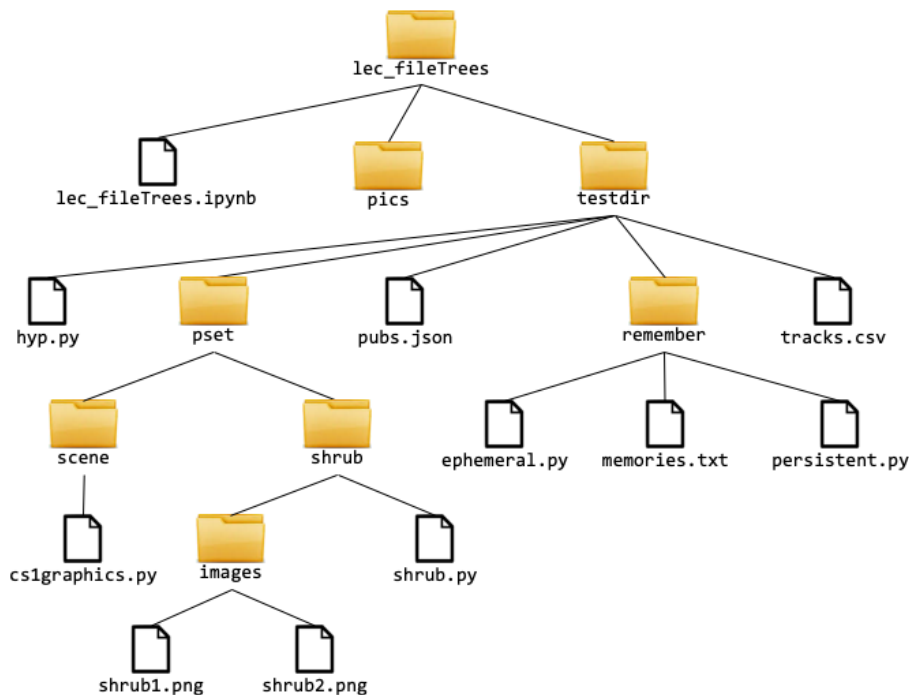 lec_fileTrees
lec_fileTrees.ipynb
pics
testdir
hyp.py
pset
pubs.json
remember
tracks.csv
scene
shrub
ephemeral.py
memories.txt
persistent.py
cs1graphics.py
images
shrub.py
shrub1.png
shrub2.png